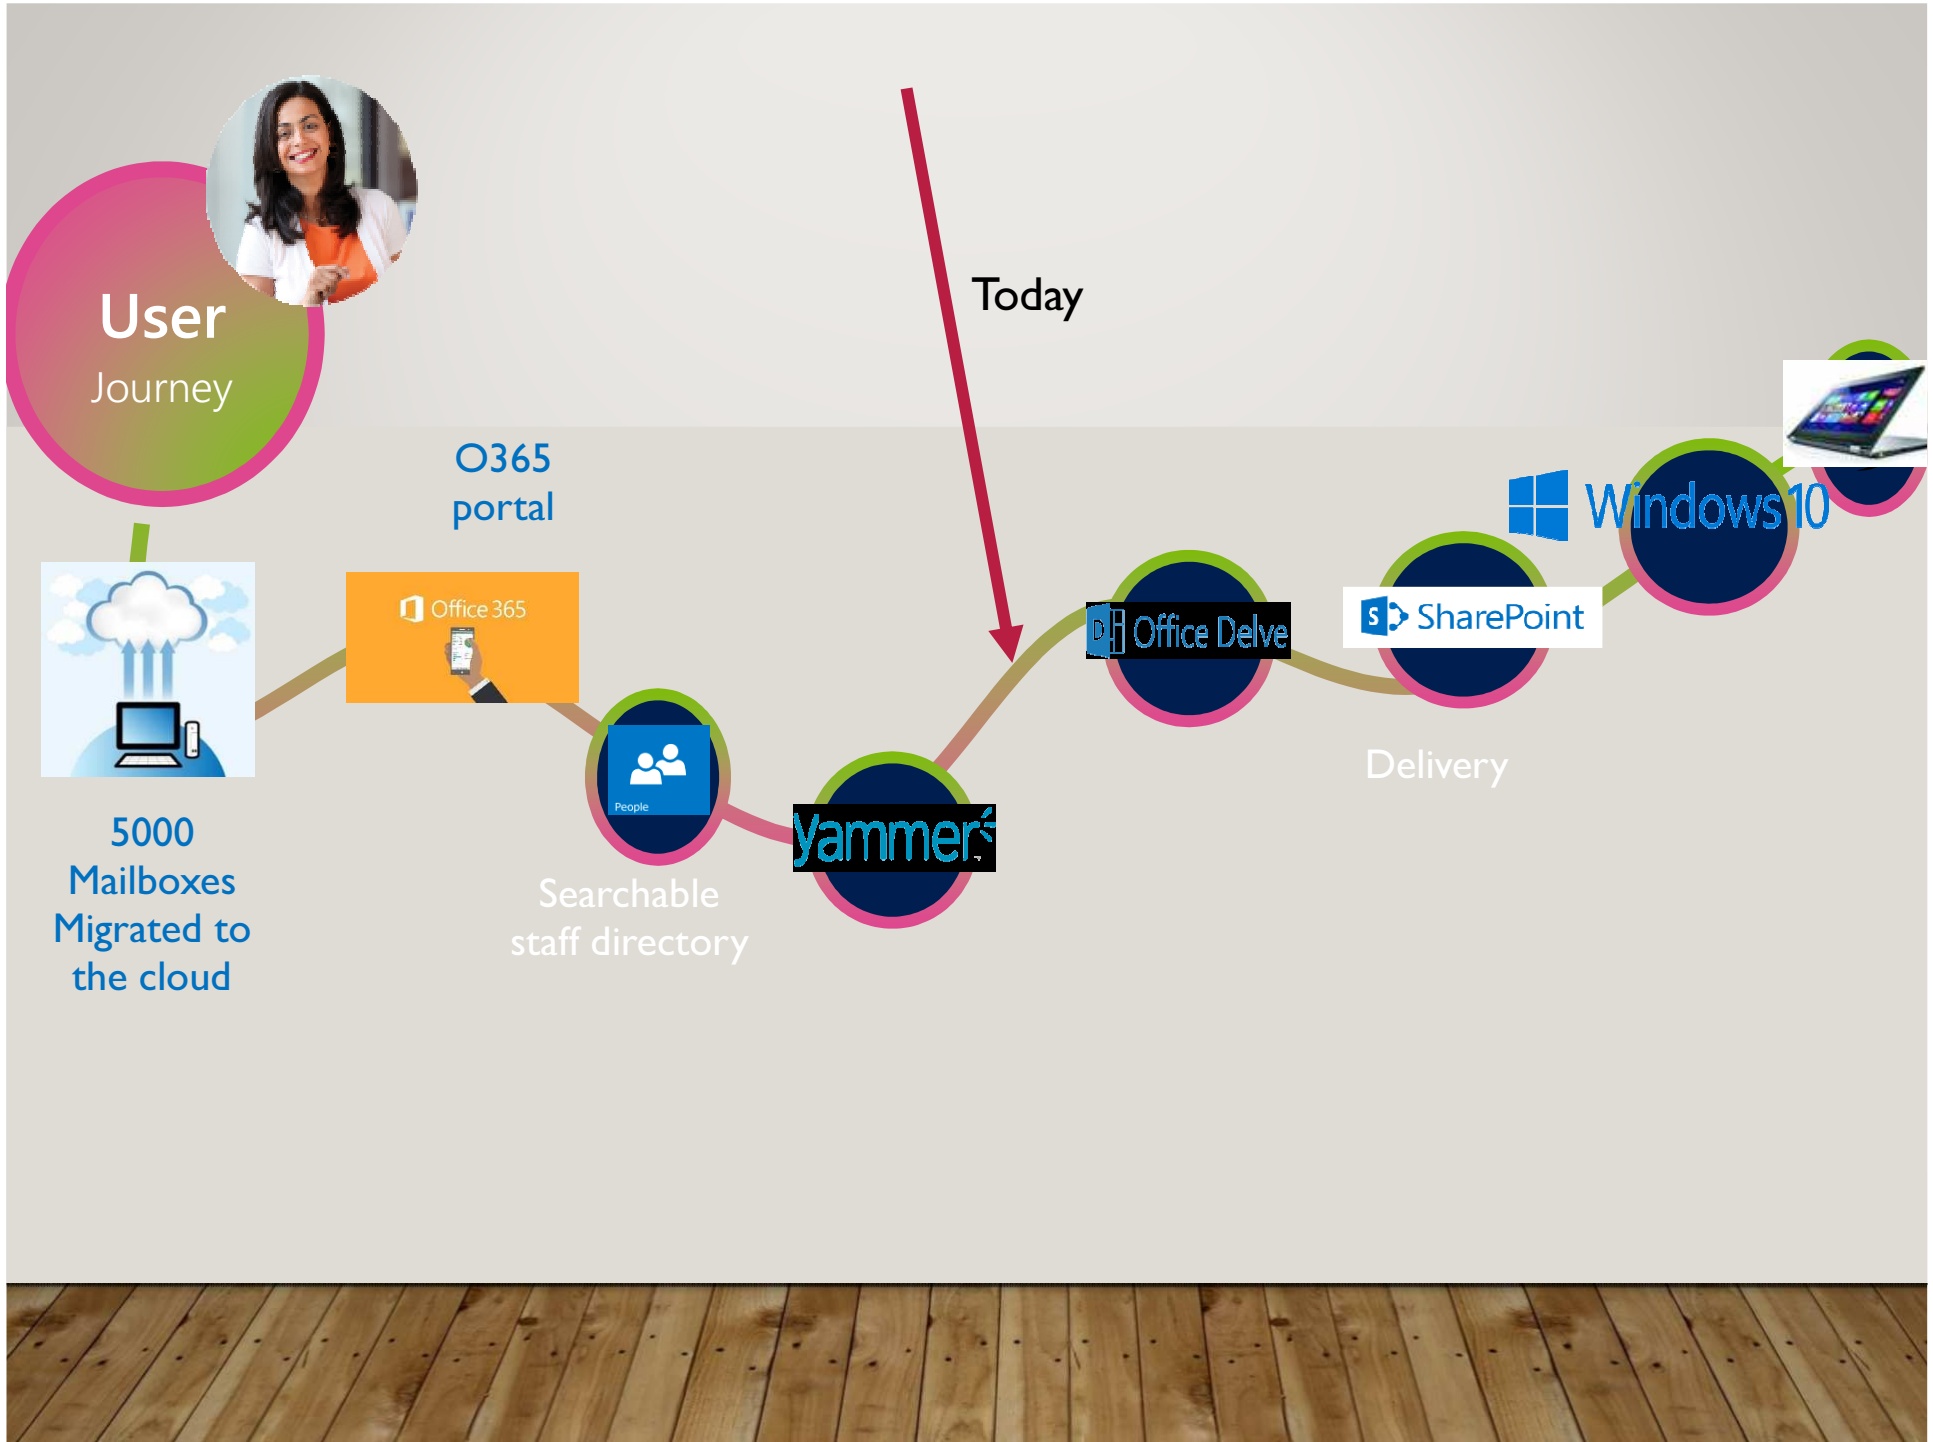 User
Journey
Today
O365
portal
Office 365
People
Searchable
staff directory
5000
Mailboxes
Migrated to
the cloud
yammer
D
Office Delve
S
SharePoint
Delivery
Windows 10